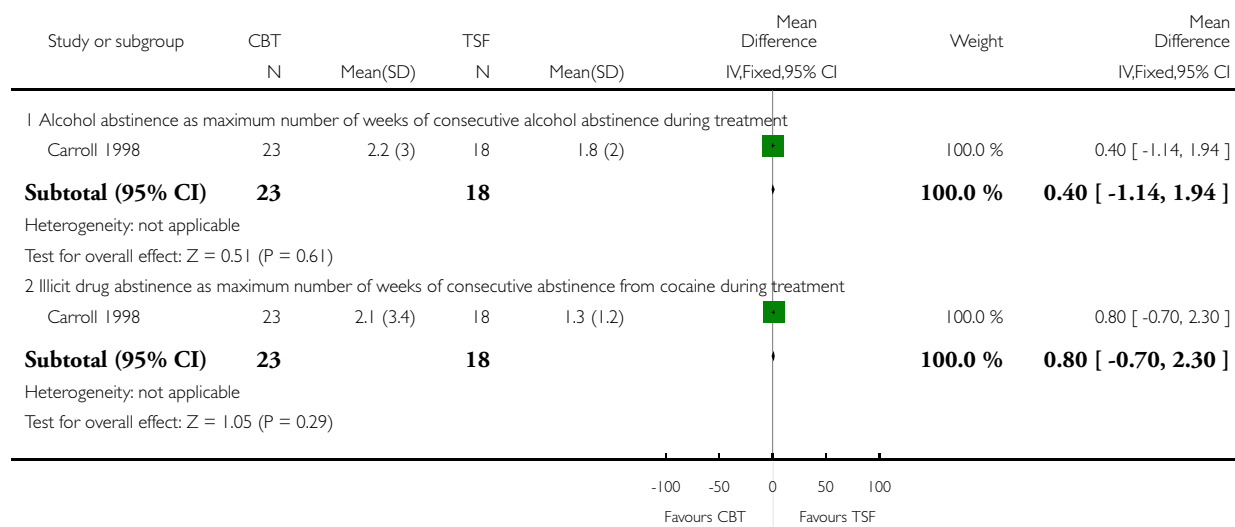 Study or subgroup CBT TSF Mean Difference Weight Mean Difference
N Mean(SD) N Mean(SD) IV,Fixed,95% CI IV,Fixed,95% CI
1 Alcohol abstinence as maximum number of weeks of consecutive alcohol abstinence during treatment
Carroll 1998 23 2.2 (3) 18 1.8 (2) 100.0 % 0.40 [ -1.14, 1.94 ]
Subtotal (95% CI) 23 18 100.0 % 0.40 [ -1.14, 1.94 ]
Heterogeneity: not applicable
Test for overall effect: Z = 0.51 (P = 0.61)
2 Illicit drug abstinence as maximum number of weeks of consecutive abstinence from cocaine during treatment
Carroll 1998 23 2.1 (3.4) 18 1.3 (1.2) 100.0 % 0.80 [ -0.70, 2.30 ]
Subtotal (95% CI) 23 18 100.0 % 0.80 [ -0.70, 2.30 ]
Heterogeneity: not applicable
Test for overall effect: Z = 1.05 (P = 0.29)
-100 -50 0 50 100
Favours CBT Favours TSF